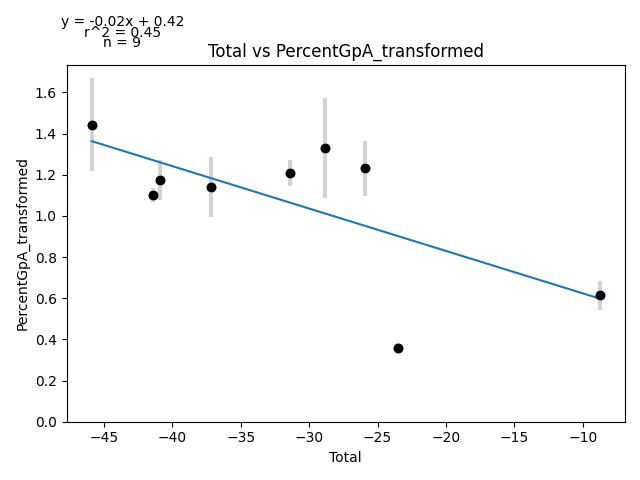 y = -0.02x + 0.42
r^2 = 0.45
n = 9
Total vs PercentGpA_transformed
PercentGpA_transformed
1.6
1.4
1.2
1.0
0.8
0.6
0.4
0.2
0.0
−45 −40 −35 −30 −25 −20 −15 −10
Total